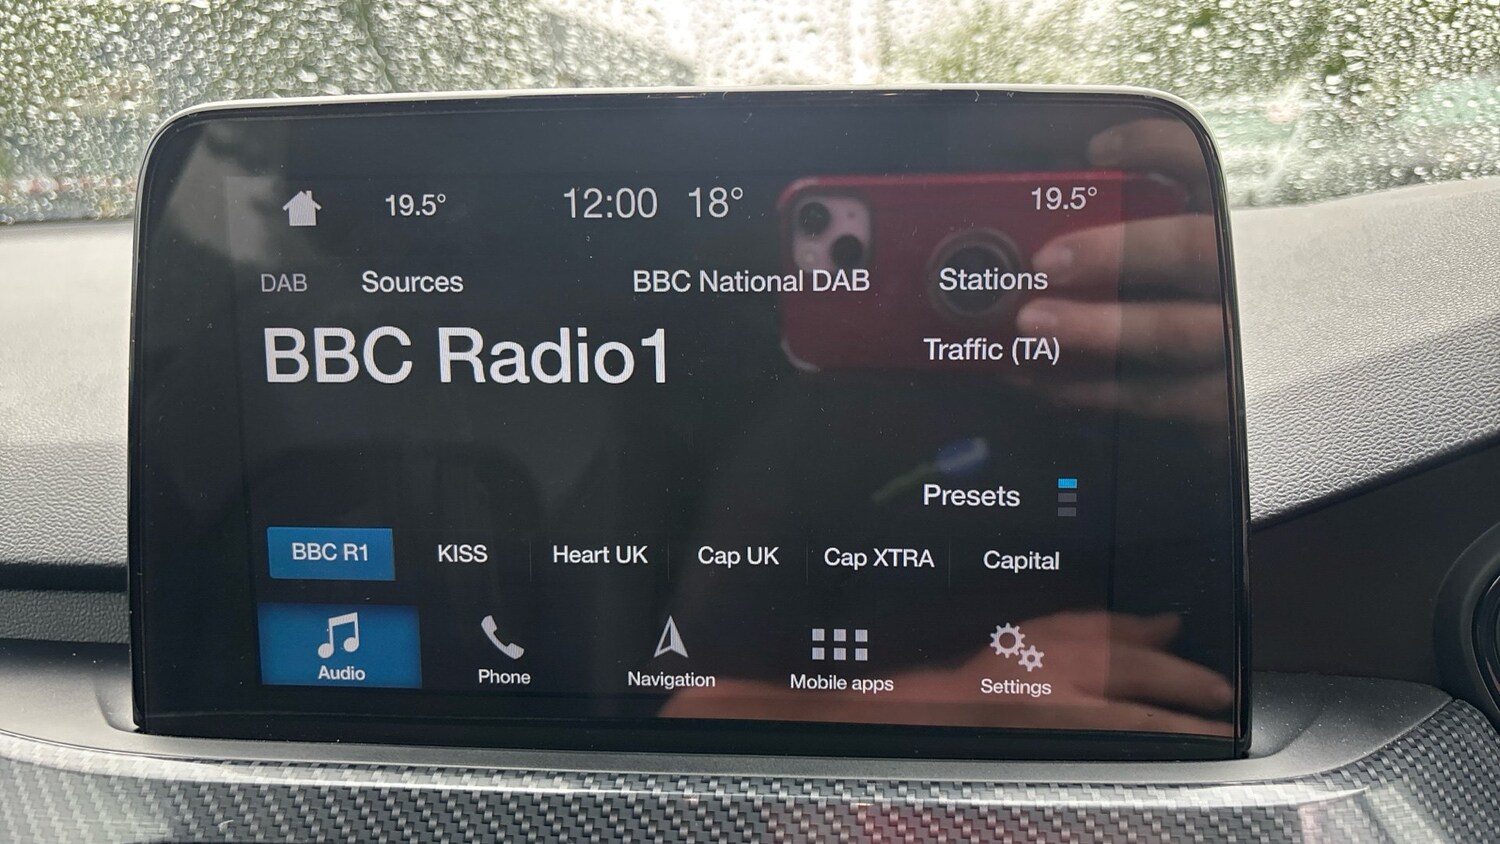 19.5° 12:00 18° 19.5°
DAB Sources BBC National DAB Stations
BBC Radio1
Traffic (TA)
Presets
BBC R1 KISS Heart UK Cap UK Cap XTRA Capital
Audio Phone Navigation Mobile apps Settings